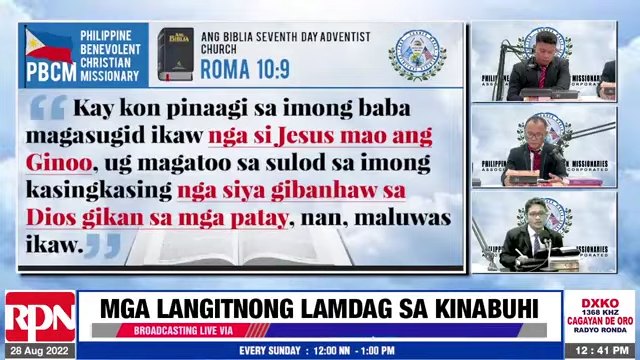 PBCM
PHILIPPINE
BENEVOLENT
CHRISTIAN
MISSIONARY
ANG BIBLIA SEVENTH DAY ADVENTIST
CHURCH
ROMA 10:9
Kay kon pinaagi sa imong baba
magasugid ikaw nga si Jesus mao ang
Ginoo, ug magatoo sa sulod sa imong
kasingkasing nga siya gibanhaw sa
Dios gikan sa mga patay, nan, maluwas
ikaw.
RPN
28 Aug 2022
MGA LANGITNONG LAMDAG SA KINABUHI
BROADCASTING LIVE VIA
EVERY SUNDAY : 12:00 NN - 1:00 PM
DXKO
1368 KHZ
CAGAYAN DE ORO
RADYO RONDA
12 : 41 PM